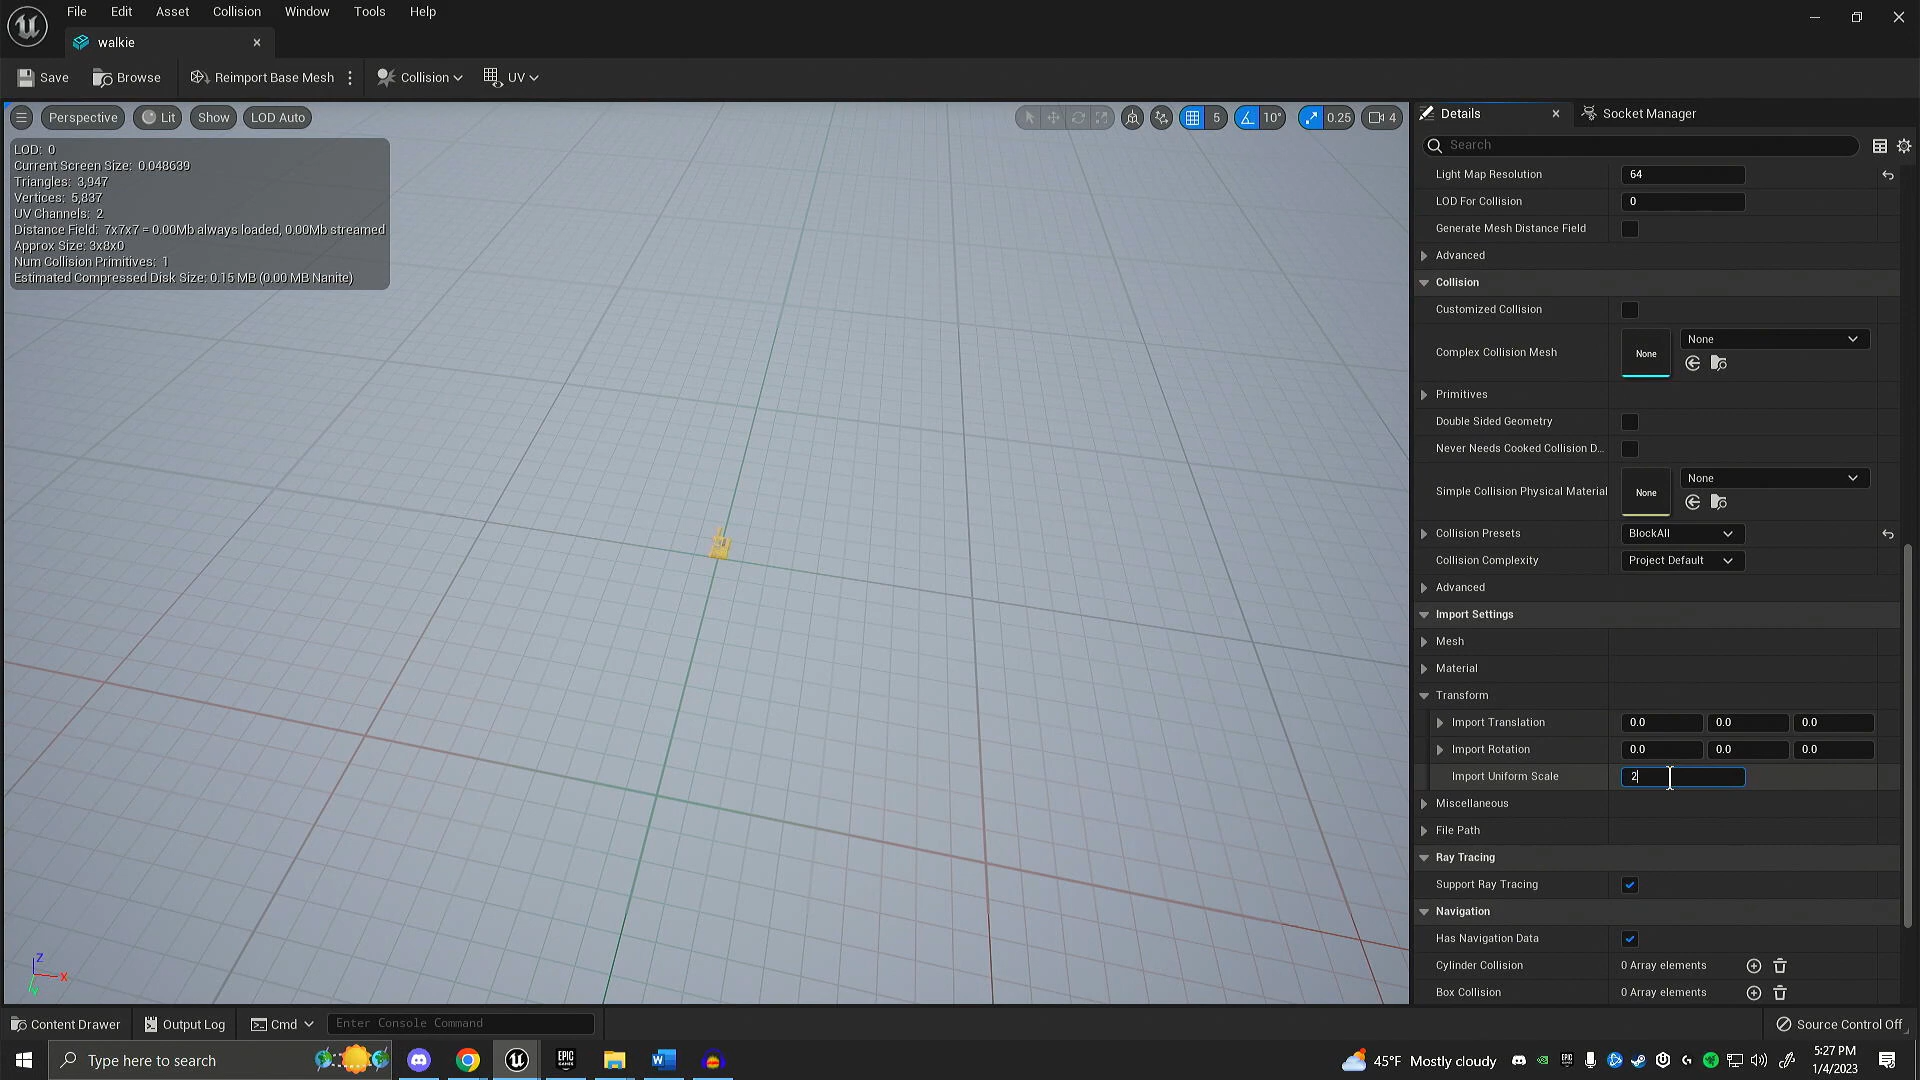 File Edit Asset Collision Window Tools Help
walkie
Save Browse Reimport Base Mesh Collision UV
Perspective Lit Show LOD Auto 5 10° 0.25 4
LOD: 0
Current Screen Size: 0.048639
Triangles: 3,947
Vertices: 5,837
UV Channels: 2
Distance Field: 7x7x7 = 0.00Mb always loaded, 0.00Mb streamed
Approx Size: 3x8x0
Num Collision Primitives: 1
Estimated Compressed Disk Size: 0.15 MB (0.00 MB Nanite)
Z
X
Y
Details Socket Manager
Search
Light Map Resolution 64
LOD For Collision 0
Generate Mesh Distance Field
Advanced
Collision
Customized Collision
Complex Collision Mesh None None
Primitives
Double Sided Geometry
Never Needs Cooked Collision D...
Simple Collision Physical Material None None
Collision Presets BlockAll
Collision Complexity Project Default
Advanced
Import Settings
Mesh
Material
Transform
Import Translation 0.0 0.0 0.0
Import Rotation 0.0 0.0 0.0
Import Uniform Scale 2
Miscellaneous
File Path
Ray Tracing
Support Ray Tracing
Navigation
Has Navigation Data
Cylinder Collision 0 Array elements
Box Collision 0 Array elements
Content Drawer Output Log Cmd Enter Console Command Source Control Off
Type here to search EPIC GAMES W 45°F Mostly cloudy 5:27 PM
1/4/2023